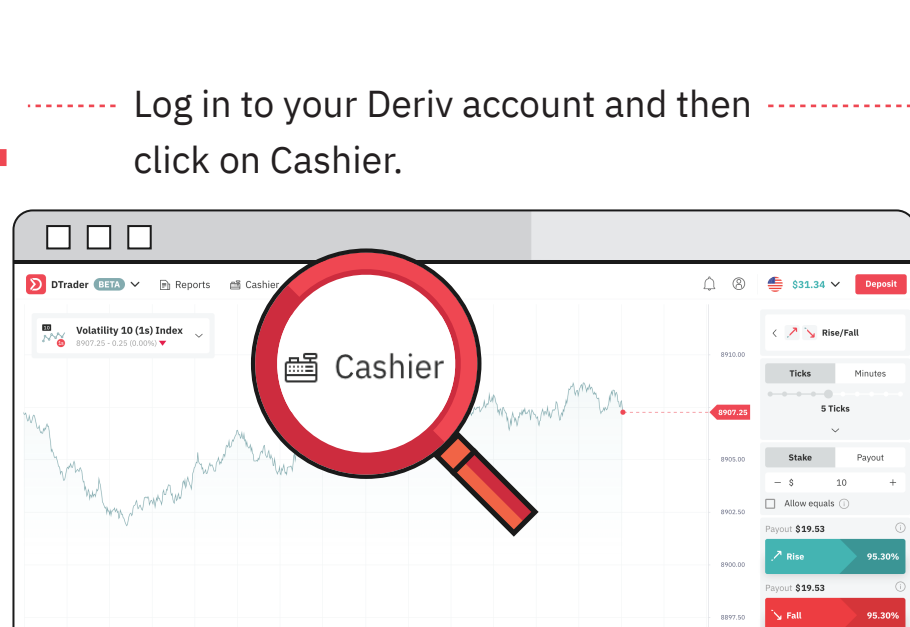 Log in to your Deriv account and then
click on Cashier.
DTrader BETA Reports Cashier $31.34 Deposit
10 Volatility 10 (1s) Index
1s 8907.25 - 0.25 (0.00%)
Cashier
8910.00
8907.25
8905.00
8902.50
8900.00
8897.50
Rise/Fall
Ticks Minutes
5 Ticks
Stake Payout
− $ 10 +
Allow equals
Payout $19.53
Rise 95.30%
Payout $19.53
Fall 95.30%